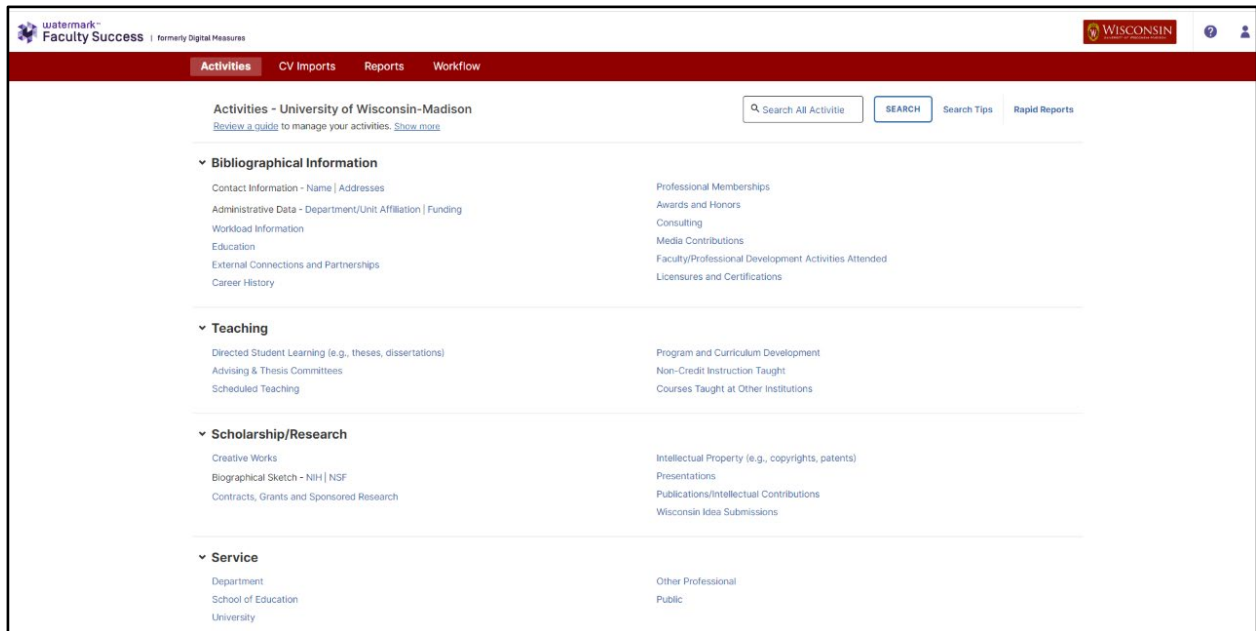 watermark™
Faculty Success | formerly Digital Measures
WISCONSIN
Activities CV Imports Reports Workflow
Activities - University of Wisconsin-Madison
Review a guide to manage your activities. Show more
Search All Activitie
SEARCH
Search Tips
Rapid Reports
Bibliographical Information
Contact Information - Name | Addresses
Administrative Data - Department/Unit Affiliation | Funding
Workload Information
Education
External Connections and Partnerships
Career History
Professional Memberships
Awards and Honors
Consulting
Media Contributions
Faculty/Professional Development Activities Attended
Licensures and Certifications
Teaching
Directed Student Learning (e.g., theses, dissertations)
Advising & Thesis Committees
Scheduled Teaching
Program and Curriculum Development
Non-Credit Instruction Taught
Courses Taught at Other Institutions
Scholarship/Research
Creative Works
Biographical Sketch - NIH | NSF
Contracts, Grants and Sponsored Research
Intellectual Property (e.g., copyrights, patents)
Presentations
Publications/Intellectual Contributions
Wisconsin Idea Submissions
Service
Department
School of Education
University
Other Professional
Public